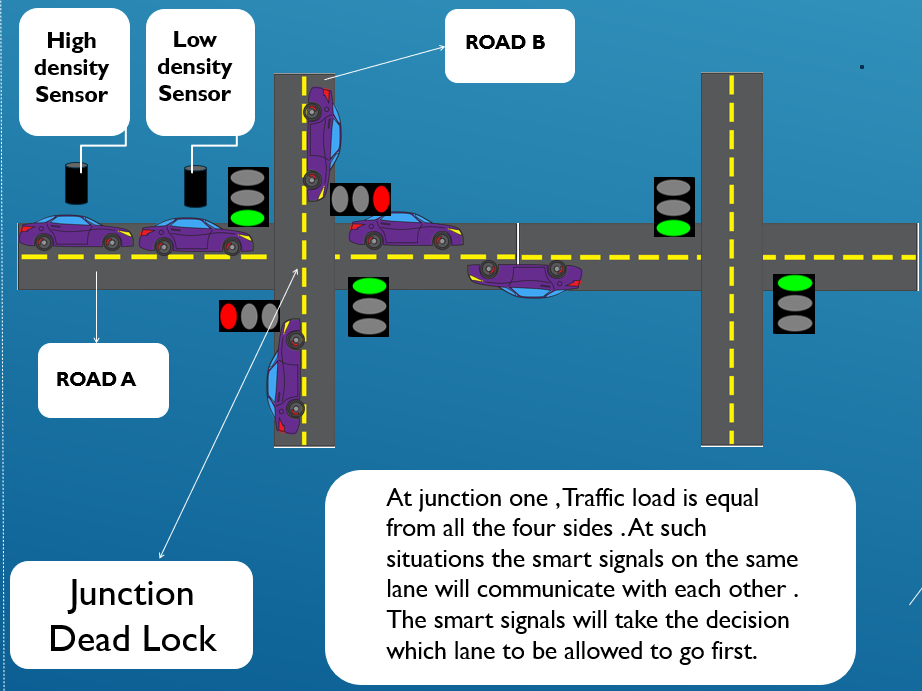 High
density
Sensor
Low
density
Sensor
ROAD B
ROAD A
Junction
Dead Lock
At junction one ,Traffic load is equal
from all the four sides .At such
situations the smart signals on the same
lane will communicate with each other .
The smart signals will take the decision
which lane to be allowed to go first.